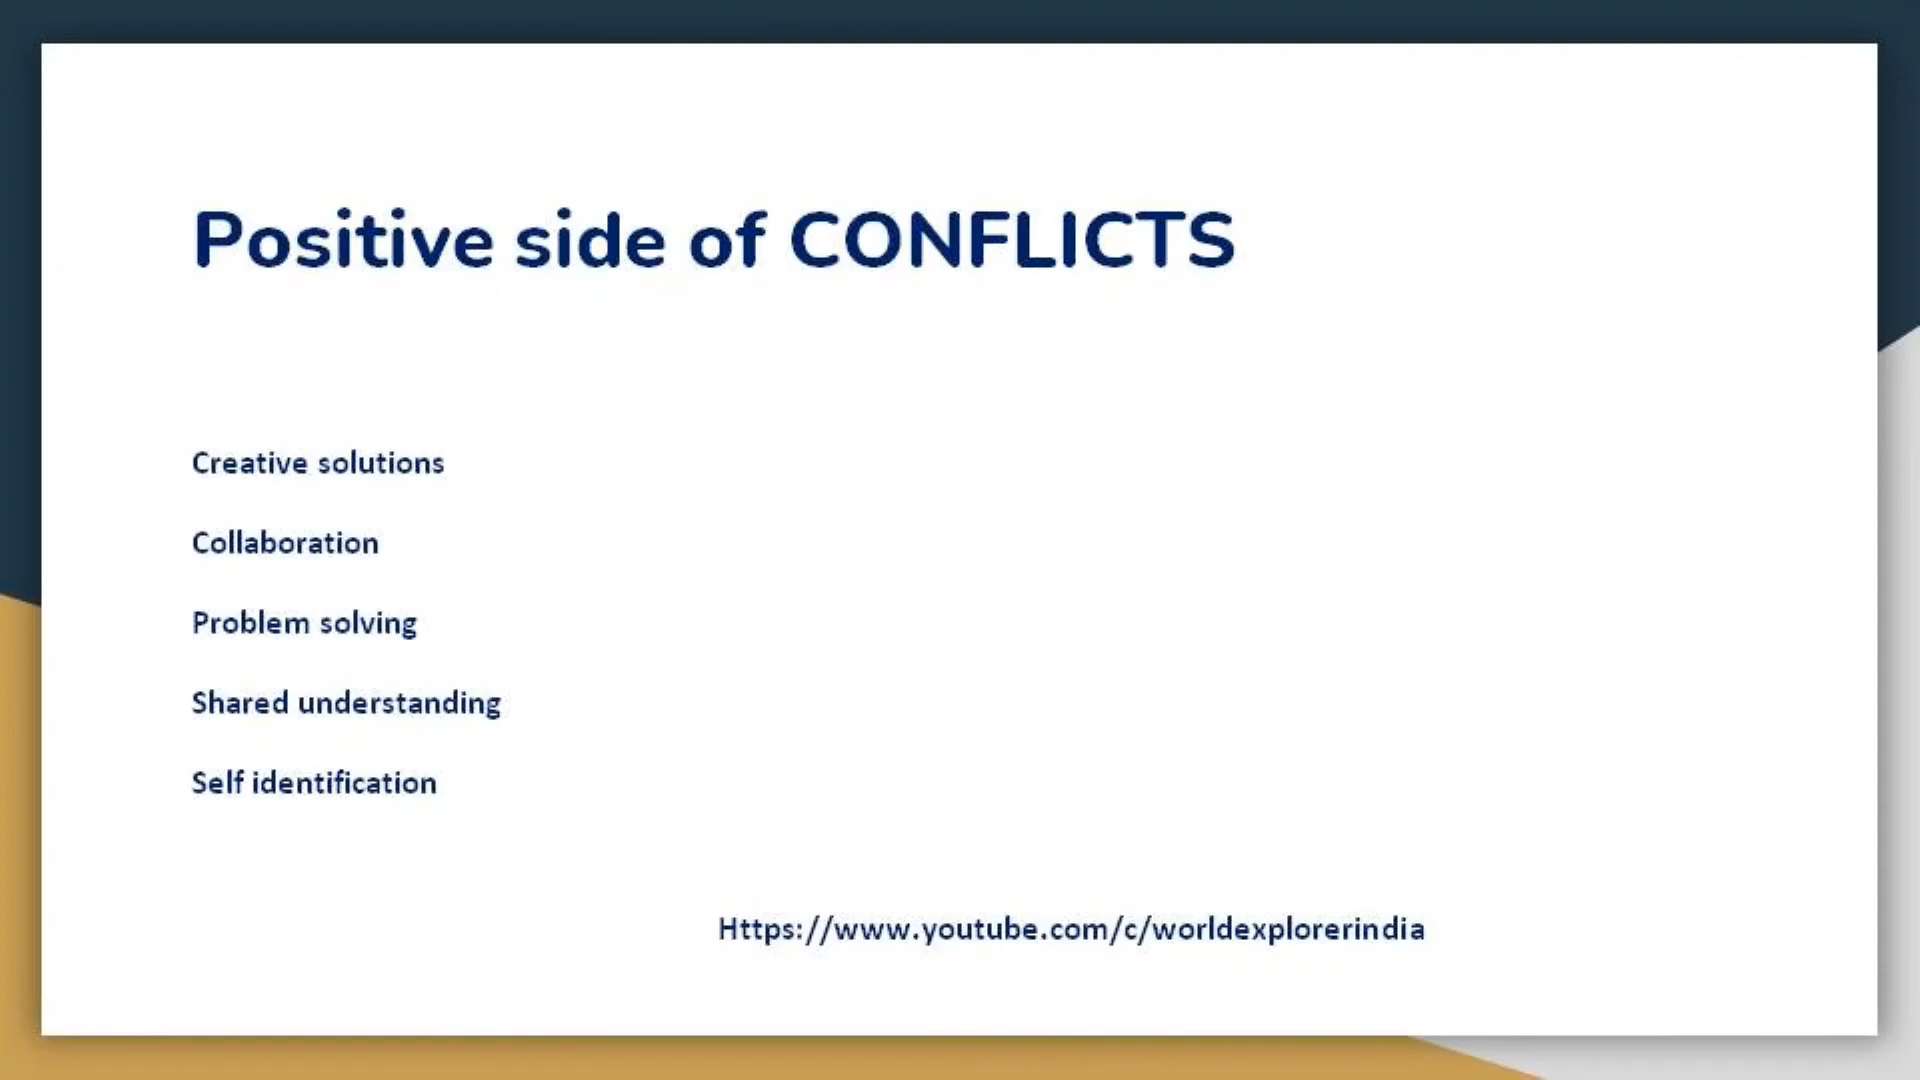 Positive side of CONFLICTS
Creative solutions
Collaboration
Problem solving
Shared understanding
Self identification
Https://www.youtube.com/c/worldexplorerindia